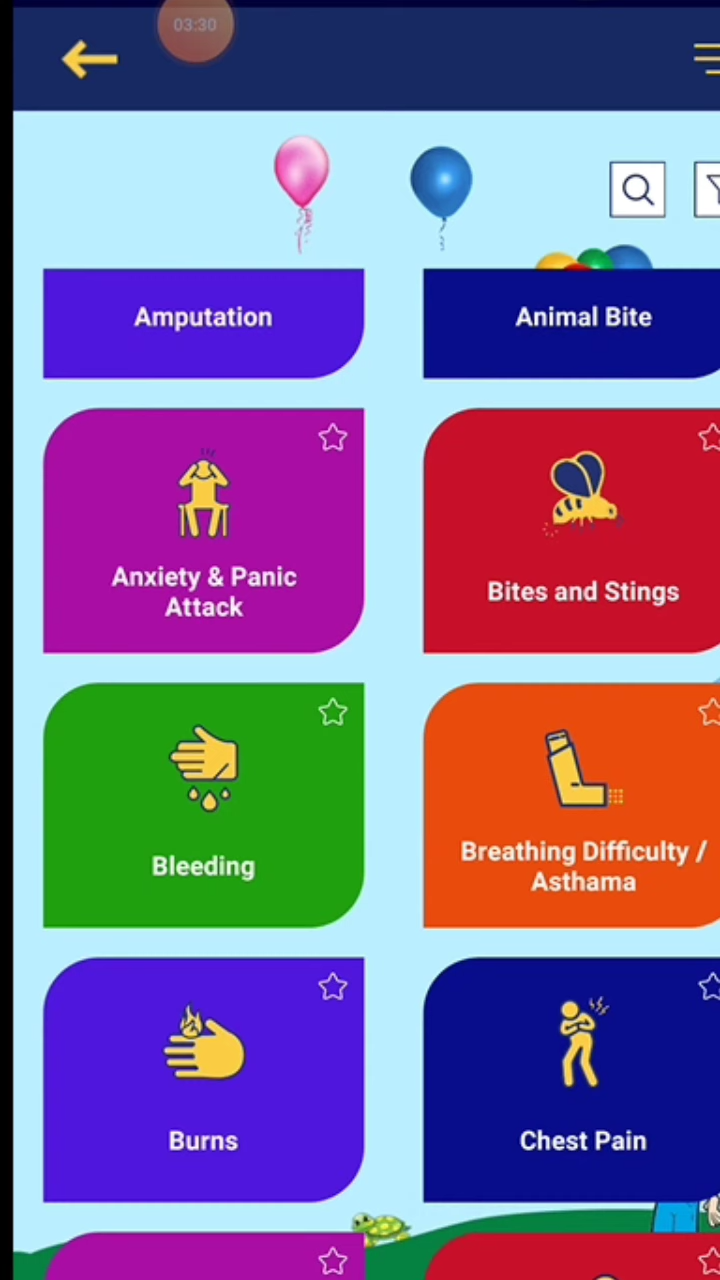 03:30
Amputation
Animal Bite
Anxiety & Panic
Attack
Bites and Stings
Bleeding
Breathing Difficulty /
Asthama
Burns
Chest Pain